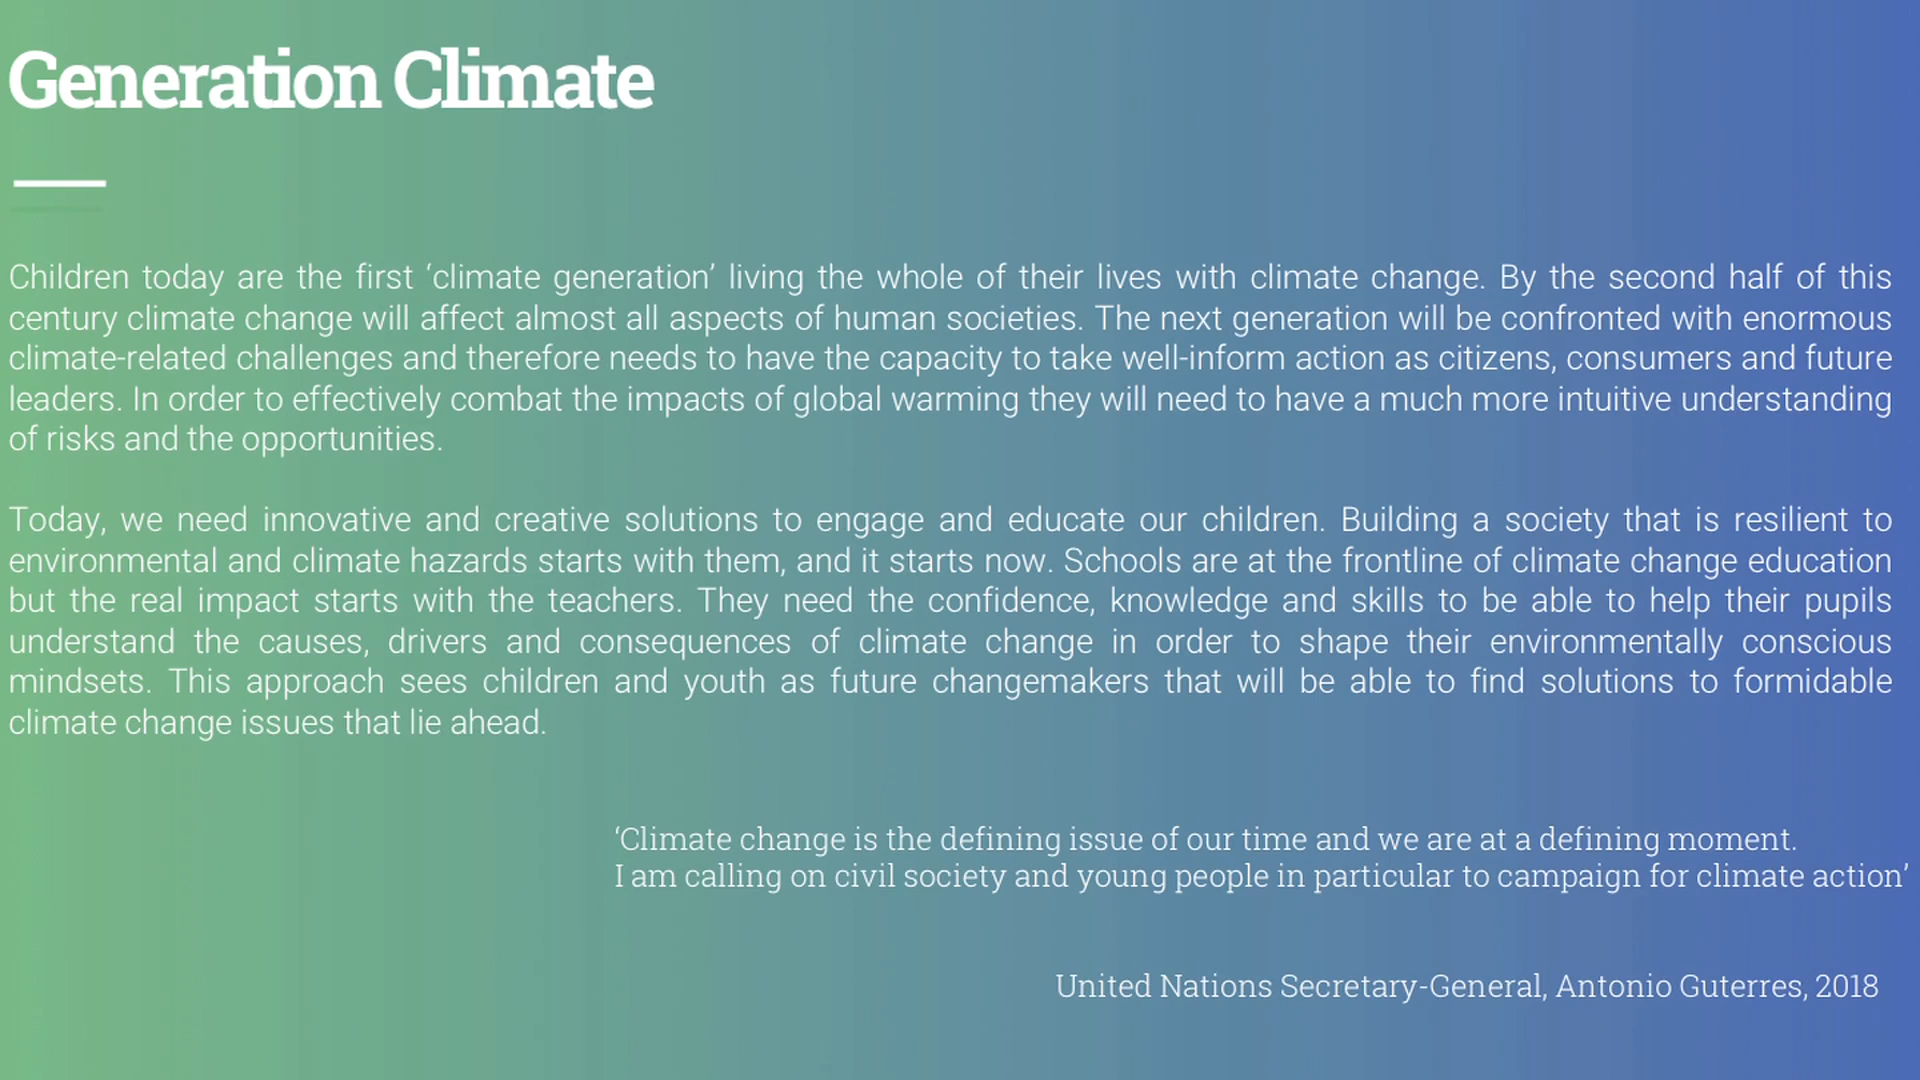 Generation Climate
Children today are the first ‘climate generation’ living the whole of their lives with climate change. By the second half of this
century climate change will affect almost all aspects of human societies. The next generation will be confronted with enormous
climate-related challenges and therefore needs to have the capacity to take well-inform action as citizens, consumers and future
leaders. In order to effectively combat the impacts of global warming they will need to have a much more intuitive understanding
of risks and the opportunities.
Today, we need innovative and creative solutions to engage and educate our children. Building a society that is resilient to
environmental and climate hazards starts with them, and it starts now. Schools are at the frontline of climate change education
but the real impact starts with the teachers. They need the confidence, knowledge and skills to be able to help their pupils
understand the causes, drivers and consequences of climate change in order to shape their environmentally conscious
mindsets. This approach sees children and youth as future changemakers that will be able to find solutions to formidable
climate change issues that lie ahead.
‘Climate change is the defining issue of our time and we are at a defining moment.
I am calling on civil society and young people in particular to campaign for climate action’
United Nations Secretary-General, Antonio Guterres, 2018